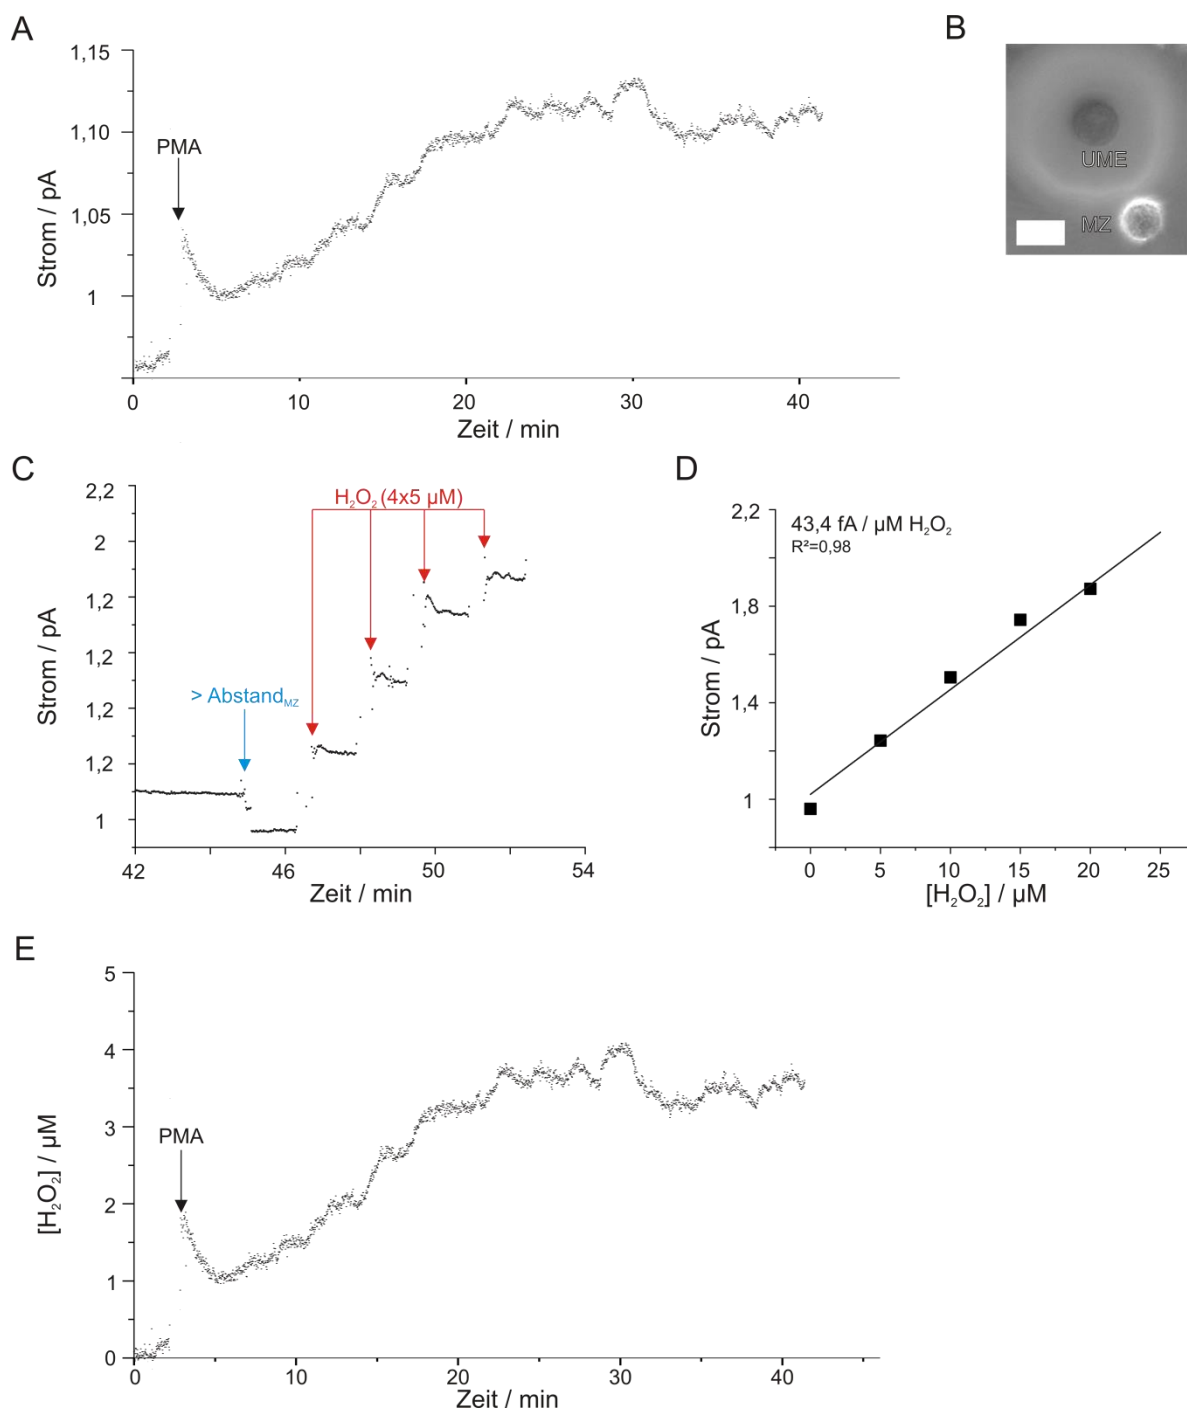 A
1,15
1,10
1,05
1
Strom / pA
PMA
0
10
20
30
40
Zeit / min
B
UME
MZ
C
2,2
2
1,2
1,2
1,2
1,2
1
Strom / pA
H₂O₂ (4x5 µM)
> Abstand_MZ
42
46
50
54
Zeit / min
D
2,2
1,8
1,4
1
Strom / pA
43,4 fA / µM H₂O₂
R²=0,98
0
5
10
15
20
25
[H₂O₂] / µM
E
5
4
3
2
1
0
[H₂O₂] / µM
PMA
0
10
20
30
40
Zeit / min